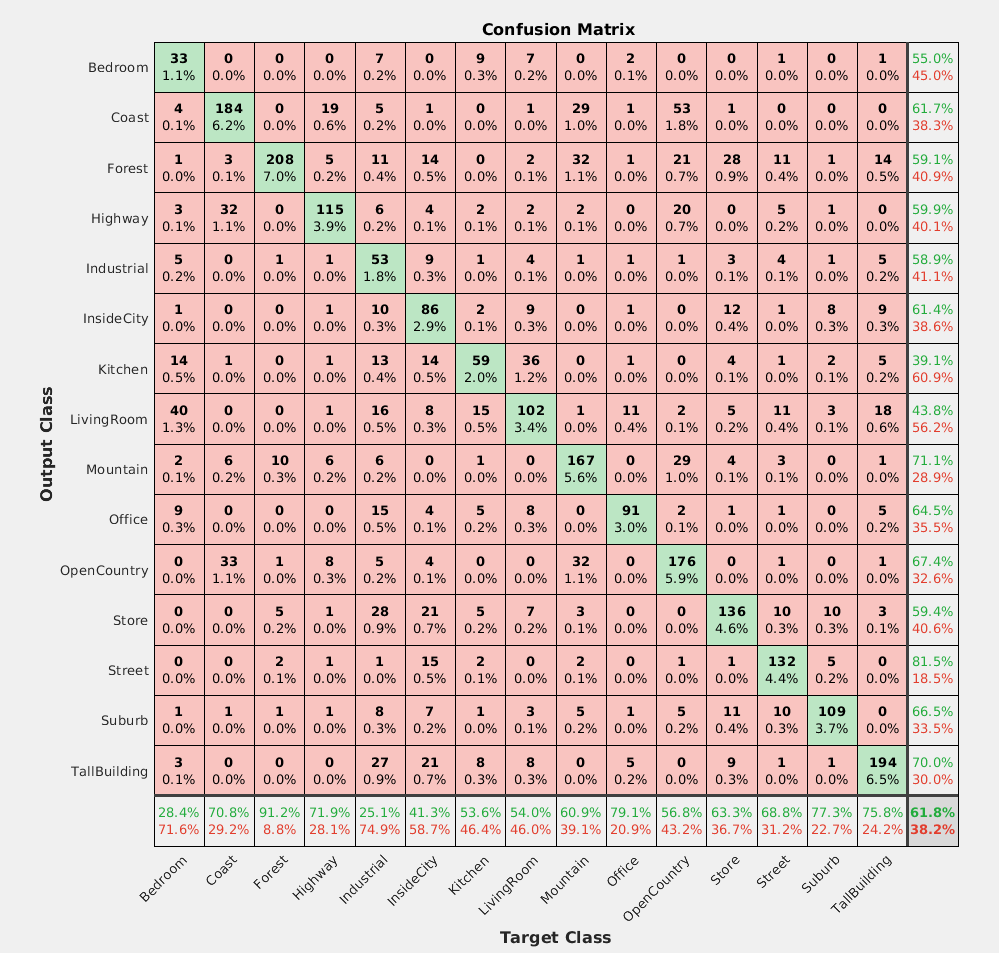 Confusion Matrix
Bedroom 33 0 0 0 7 0 9 7 0 2 0 0 1 0 1 55.0%
1.1% 0.0% 0.0% 0.0% 0.2% 0.0% 0.3% 0.2% 0.0% 0.1% 0.0% 0.0% 0.0% 0.0% 0.0% 45.0%
Coast 4 184 0 19 5 1 0 1 29 1 53 1 0 0 0 61.7%
0.1% 6.2% 0.0% 0.6% 0.2% 0.0% 0.0% 0.0% 1.0% 0.0% 1.8% 0.0% 0.0% 0.0% 0.0% 38.3%
Forest 1 3 208 5 11 14 0 2 32 1 21 28 11 1 14 59.1%
0.0% 0.1% 7.0% 0.2% 0.4% 0.5% 0.0% 0.1% 1.1% 0.0% 0.7% 0.9% 0.4% 0.0% 0.5% 40.9%
Highway 3 32 0 115 6 4 2 2 2 0 20 0 5 1 0 59.9%
0.1% 1.1% 0.0% 3.9% 0.2% 0.1% 0.1% 0.1% 0.1% 0.0% 0.7% 0.0% 0.2% 0.0% 0.0% 40.1%
Industrial 5 0 1 1 53 9 1 4 1 1 1 3 4 1 5 58.9%
0.2% 0.0% 0.0% 0.0% 1.8% 0.3% 0.0% 0.1% 0.0% 0.0% 0.0% 0.1% 0.1% 0.0% 0.2% 41.1%
InsideCity 1 0 0 1 10 86 2 9 0 1 0 12 1 8 9 61.4%
0.0% 0.0% 0.0% 0.0% 0.3% 2.9% 0.1% 0.3% 0.0% 0.0% 0.0% 0.4% 0.0% 0.3% 0.3% 38.6%
Kitchen 14 1 0 1 13 14 59 36 0 1 0 4 1 2 5 39.1%
0.5% 0.0% 0.0% 0.0% 0.4% 0.5% 2.0% 1.2% 0.0% 0.0% 0.0% 0.1% 0.0% 0.1% 0.2% 60.9%
LivingRoom 40 0 0 1 16 8 15 102 1 11 2 5 11 3 18 43.8%
1.3% 0.0% 0.0% 0.0% 0.5% 0.3% 0.5% 3.4% 0.0% 0.4% 0.1% 0.2% 0.4% 0.1% 0.6% 56.2%
Mountain 2 6 10 6 6 0 1 0 167 0 29 4 3 0 1 71.1%
0.1% 0.2% 0.3% 0.2% 0.2% 0.0% 0.0% 0.0% 5.6% 0.0% 1.0% 0.1% 0.1% 0.0% 0.0% 28.9%
Office 9 0 0 0 15 4 5 8 0 91 2 1 1 0 5 64.5%
0.3% 0.0% 0.0% 0.0% 0.5% 0.1% 0.2% 0.3% 0.0% 3.0% 0.1% 0.0% 0.0% 0.0% 0.2% 35.5%
OpenCountry 0 33 1 8 5 4 0 0 32 0 176 0 1 0 1 67.4%
0.0% 1.1% 0.0% 0.3% 0.2% 0.1% 0.0% 0.0% 1.1% 0.0% 5.9% 0.0% 0.0% 0.0% 0.0% 32.6%
Store 0 0 5 1 28 21 5 7 3 0 0 136 10 10 3 59.4%
0.0% 0.0% 0.2% 0.0% 0.9% 0.7% 0.2% 0.2% 0.1% 0.0% 0.0% 4.6% 0.3% 0.3% 0.1% 40.6%
Street 0 0 2 1 1 15 2 0 2 0 1 1 132 5 0 81.5%
0.0% 0.0% 0.1% 0.0% 0.0% 0.5% 0.1% 0.0% 0.1% 0.0% 0.0% 0.0% 4.4% 0.2% 0.0% 18.5%
Suburb 1 1 1 1 8 7 1 3 5 1 5 11 10 109 0 66.5%
0.0% 0.0% 0.0% 0.0% 0.3% 0.2% 0.0% 0.1% 0.2% 0.0% 0.2% 0.4% 0.3% 3.7% 0.0% 33.5%
TallBuilding 3 0 0 0 27 21 8 8 0 5 0 9 1 1 194 70.0%
0.1% 0.0% 0.0% 0.0% 0.9% 0.7% 0.3% 0.3% 0.0% 0.2% 0.0% 0.3% 0.0% 0.0% 6.5% 30.0%
28.4% 70.8% 91.2% 71.9% 25.1% 41.3% 53.6% 54.0% 60.9% 79.1% 56.8% 63.3% 68.8% 77.3% 75.8% 61.8%
71.6% 29.2% 8.8% 28.1% 74.9% 58.7% 46.4% 46.0% 39.1% 20.9% 43.2% 36.7% 31.2% 22.7% 24.2% 38.2%
Bedroom Coast Forest Highway Industrial InsideCity Kitchen LivingRoom Mountain Office OpenCountry Store Street Suburb TallBuilding
Target Class
Output Class